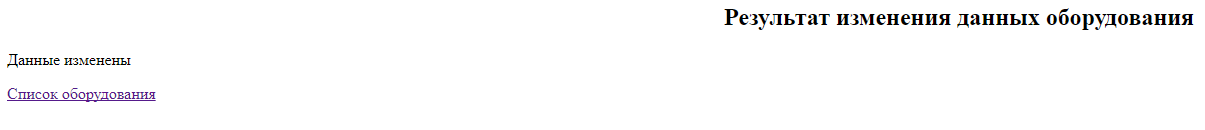 Результат изменения данных оборудования
Данные изменены
Список оборудования